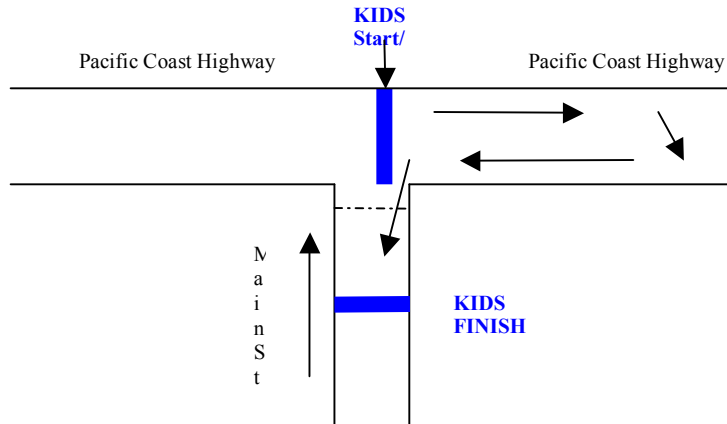 KIDS
Start/
Pacific Coast Highway
Pacific Coast Highway
M
a
i
n
S
t
KIDS
FINISH